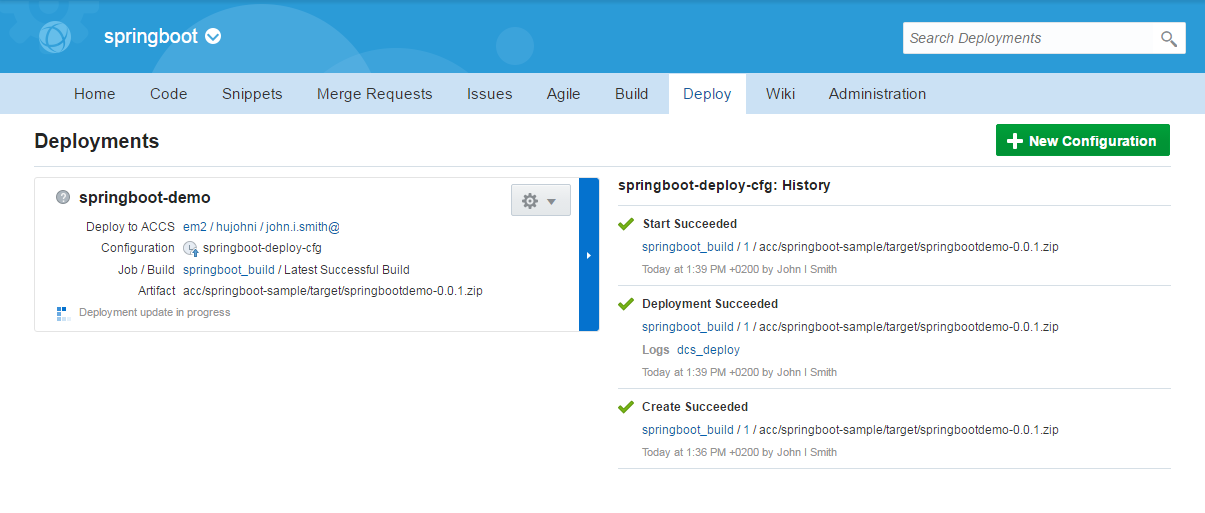 springboot
Search Deployments
Home Code Snippets Merge Requests Issues Agile Build Deploy Wiki Administration
Deployments
New Configuration
springboot-demo
Deploy to ACCS em2 / hujohni / john.i.smith@
Configuration springboot-deploy-cfg
Job / Build springboot_build / Latest Successful Build
Artifact acc/springboot-sample/target/springbootdemo-0.0.1.zip
Deployment update in progress
springboot-deploy-cfg: History
Start Succeeded
springboot_build / 1 / acc/springboot-sample/target/springbootdemo-0.0.1.zip
Today at 1:39 PM +0200 by John I Smith
Deployment Succeeded
springboot_build / 1 / acc/springboot-sample/target/springbootdemo-0.0.1.zip
Logs dcs_deploy
Today at 1:39 PM +0200 by John I Smith
Create Succeeded
springboot_build / 1 / acc/springboot-sample/target/springbootdemo-0.0.1.zip
Today at 1:36 PM +0200 by John I Smith